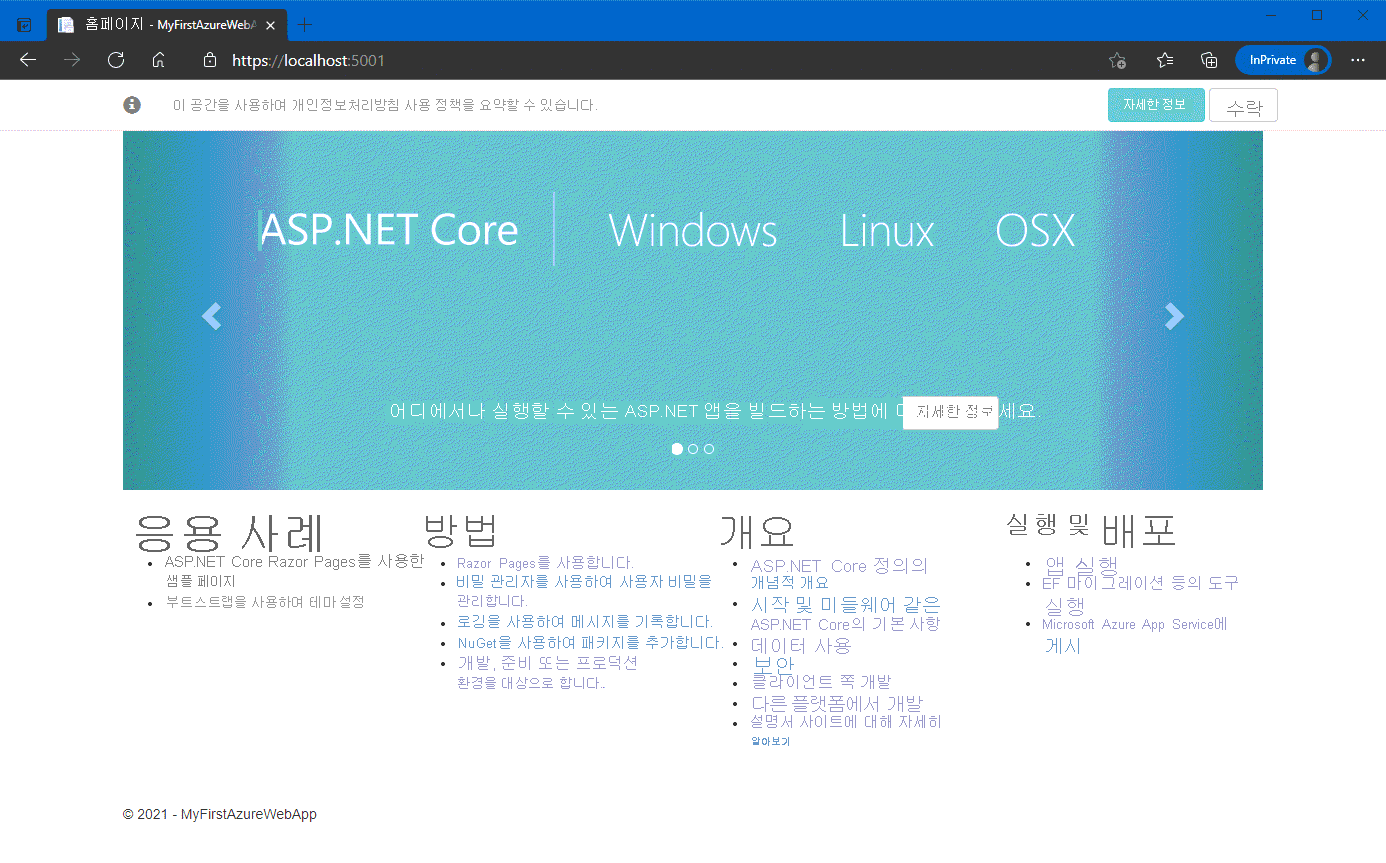 홈페이지 - MyFirstAzureWebA
https://localhost:5001
InPrivate
이 공간을 사용하여 개인정보처리방침 사용 정책을 요약할 수 있습니다.
자세한 정보
수락
ASP.NET Core
Windows
Linux
OSX
어디에서나 실행할 수 있는 ASP.NET 앱을 빌드하는 방법에 세요
자세한 정보
응용 사례
ASP.NET Core Razor Pages를 사용한
샘플 페이지
부트스트랩을 사용하여 테마 설정
방법
Razor Pages를 사용합니다.
비밀 관리자를 사용하여 사용자 비밀을
관리합니다.
로깅을 사용하여 메시지를 기록합니다.
NuGet을 사용하여 패키지를 추가합니다.
개발, 준비 또는 프로덕션
환경을 대상으로 합니다..
개요
ASP.NET Core 정의의
개념적 개요
시작 및 미들웨어 같은
ASP.NET Core의 기본 사항
데이터 사용
보안
클라이언트 쪽 개발
다른 플랫폼에서 개발
설명서 사이트에 대해 자세히
알아보기
실행 및 배포
앱 실행
EF 마이그레이션 등의 도구
실행
Microsoft Azure App Service에
게시
© 2021 - MyFirstAzureWebApp